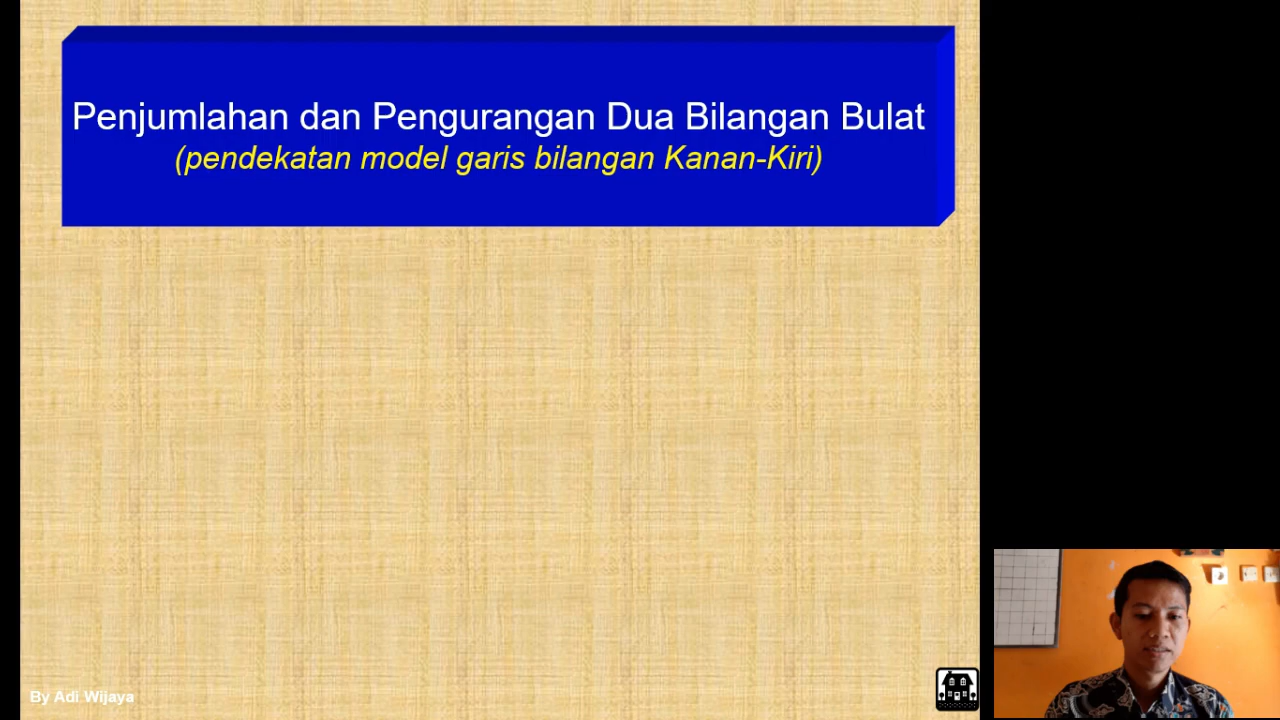 Penjumlahan dan Pengurangan Dua Bilangan Bulat
(pendekatan model garis bilangan Kanan-Kiri)
By Adi Wijaya